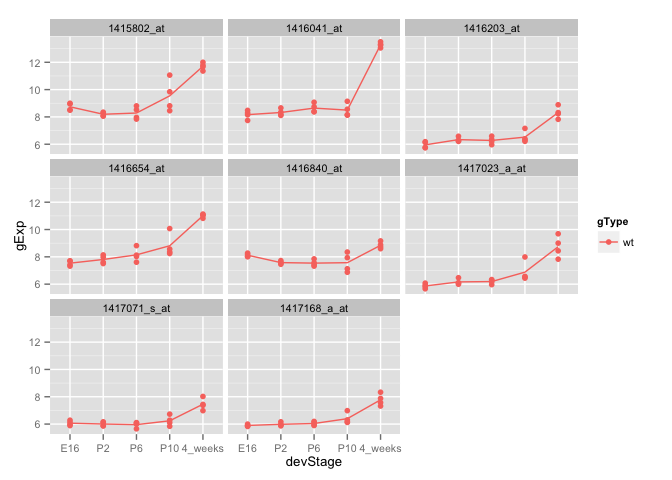 1415802_at 1416041_at 1416203_at
12
10
8
6
1416654_at 1416840_at 1417023_a_at
12
10
8
6
gExp
gType
wt
1417071_s_at 1417168_a_at
12
10
8
6
E16 P2 P6 P10 4_weeks E16 P2 P6 P10 4_weeks
devStage